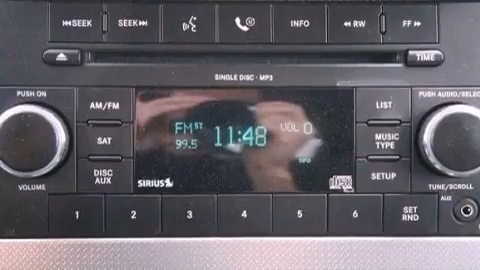 SEEK SEEK INFO RW FF
TIME
SINGLE DISC · MP3
PUSH ON
VOLUME
AM/FM
SAT
DISC AUX
FM ST 11:48 VOL 0
99.5
INFO
SIRIUS
LIST
MUSIC TYPE
SETUP
PUSH AUDIO/SELEC
TUNE/SCROLL
AUX
1 2 3 4 5 6 SET RND